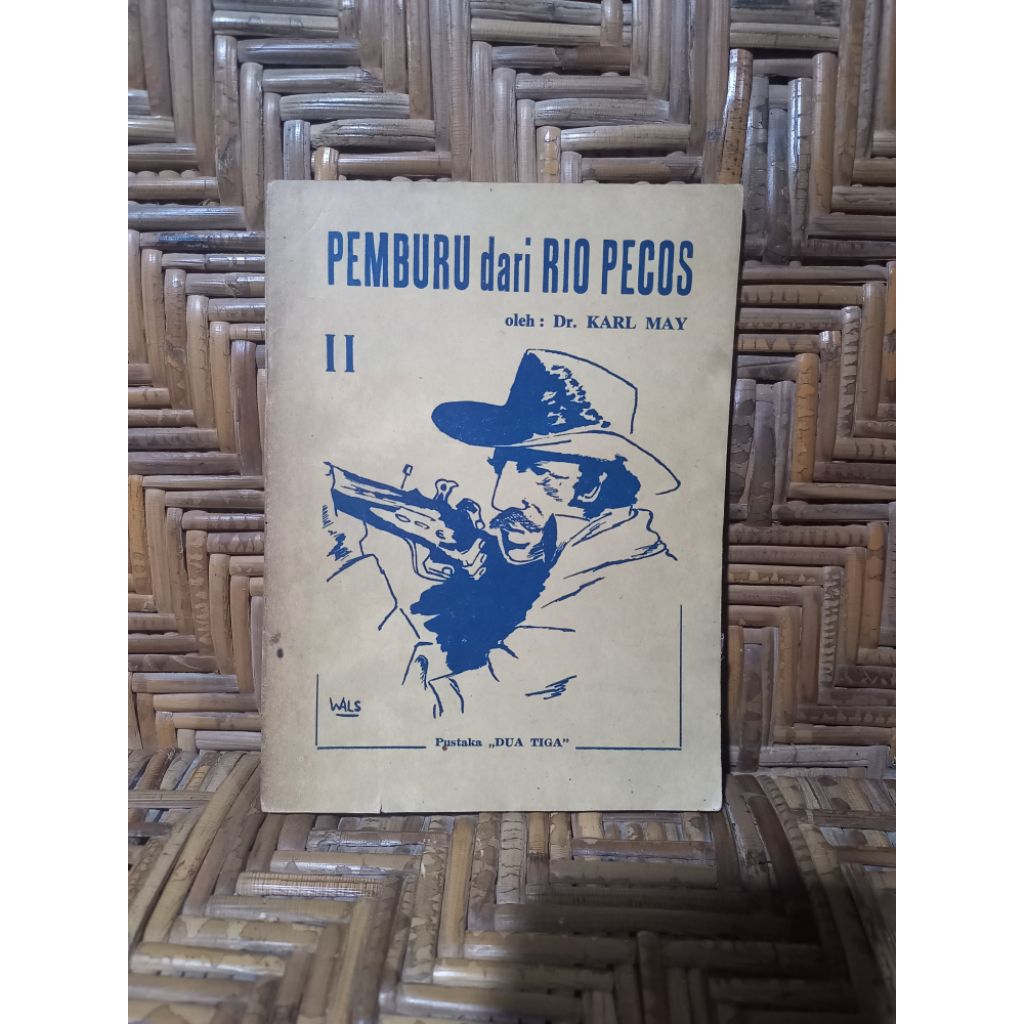 PEMBURU dari RIO PECOS
oleh : Dr. KARL MAY
II
WALS
Pustaka „DUA TIGA”